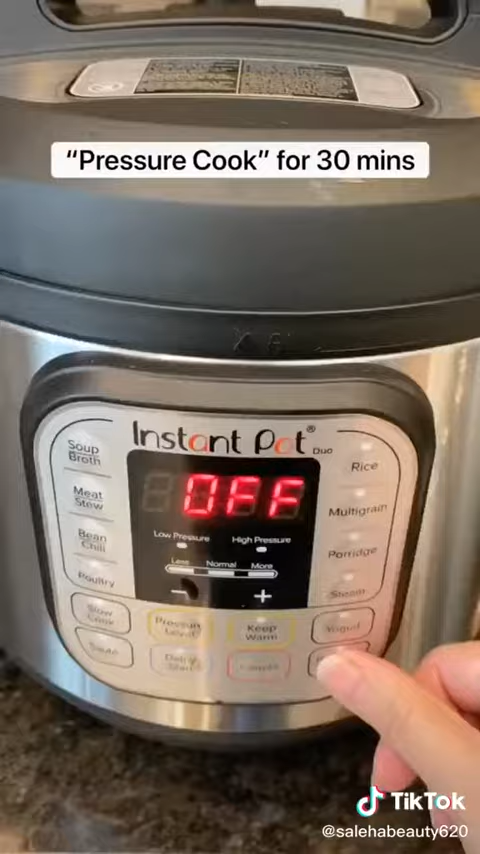 “Pressure Cook” for 30 mins
Instant Pot® Duo
Soup
Broth
Meat
Stew
Bean
Chili
Poultry
Slow
Cook
Saute
OFF
Low Pressure
High Pressure
Less
Normal
More
−
+
Pressure
Level
Keep
Warm
Delay
Start
Cancel
Rice
Multigrain
Porridge
Steam
Yogurt
TikTok
@salehabeauty620